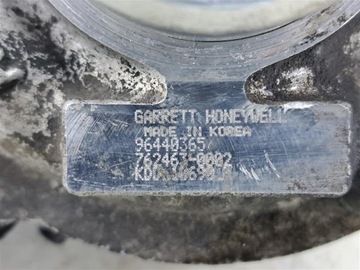 GARRETT HONEYWELL
MADE IN KOREA
96440365
762463-0002